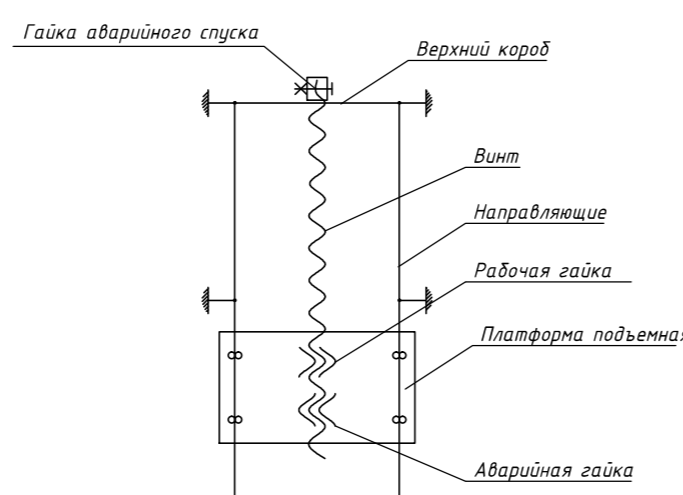 Гайка аварийного спуска
Верхний короб
Винт
Направляющие
Рабочая гайка
Платформа подъемная
Аварийная гайка